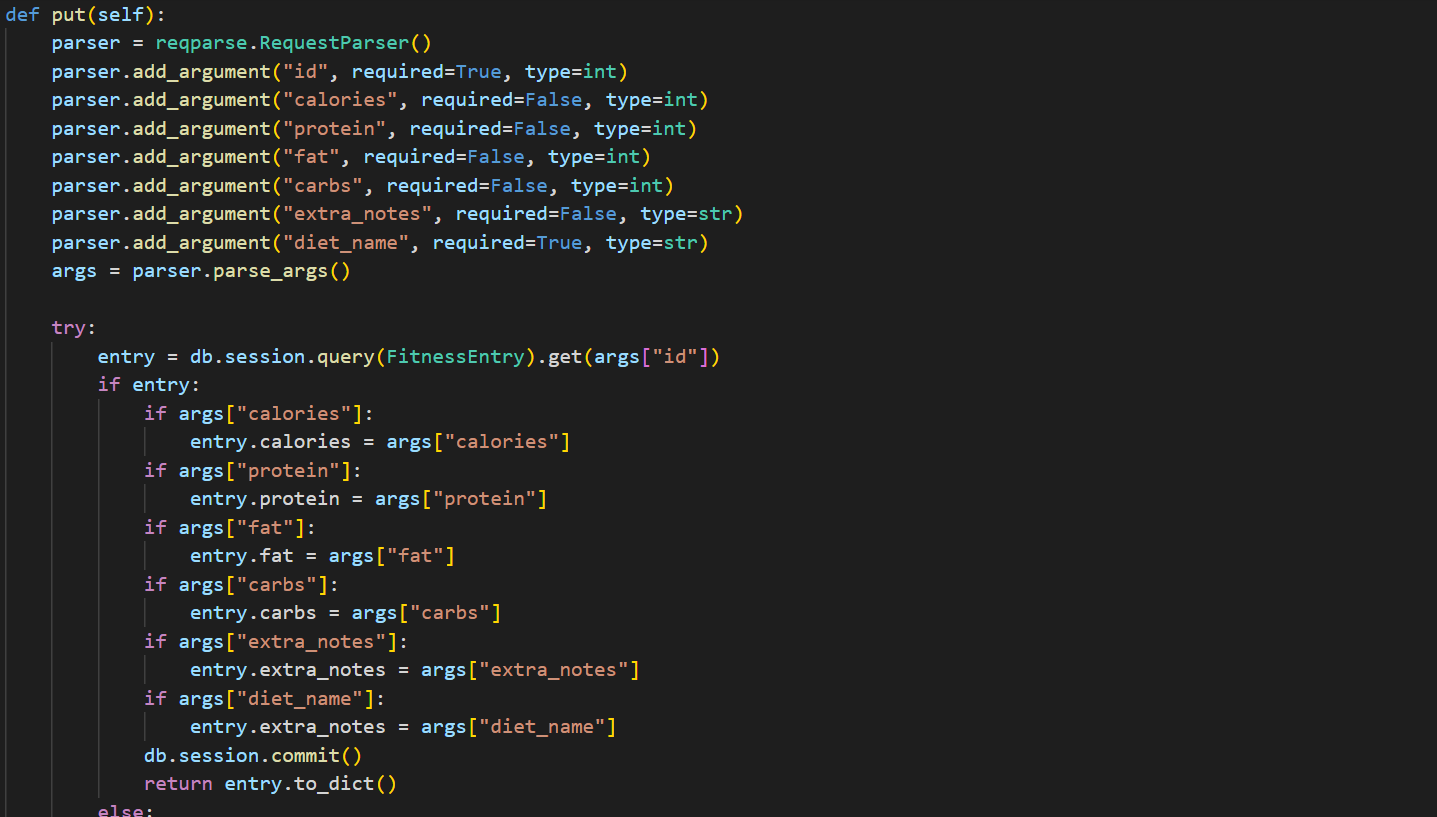 def put(self):
    parser = reqparse.RequestParser()
    parser.add_argument("id", required=True, type=int)
    parser.add_argument("calories", required=False, type=int)
    parser.add_argument("protein", required=False, type=int)
    parser.add_argument("fat", required=False, type=int)
    parser.add_argument("carbs", required=False, type=int)
    parser.add_argument("extra_notes", required=False, type=str)
    parser.add_argument("diet_name", required=True, type=str)
    args = parser.parse_args()

    try:
        entry = db.session.query(FitnessEntry).get(args["id"])
        if entry:
            if args["calories"]:
                entry.calories = args["calories"]
            if args["protein"]:
                entry.protein = args["protein"]
            if args["fat"]:
                entry.fat = args["fat"]
            if args["carbs"]:
                entry.carbs = args["carbs"]
            if args["extra_notes"]:
                entry.extra_notes = args["extra_notes"]
            if args["diet_name"]:
                entry.extra_notes = args["diet_name"]
            db.session.commit()
            return entry.to_dict()
        else: